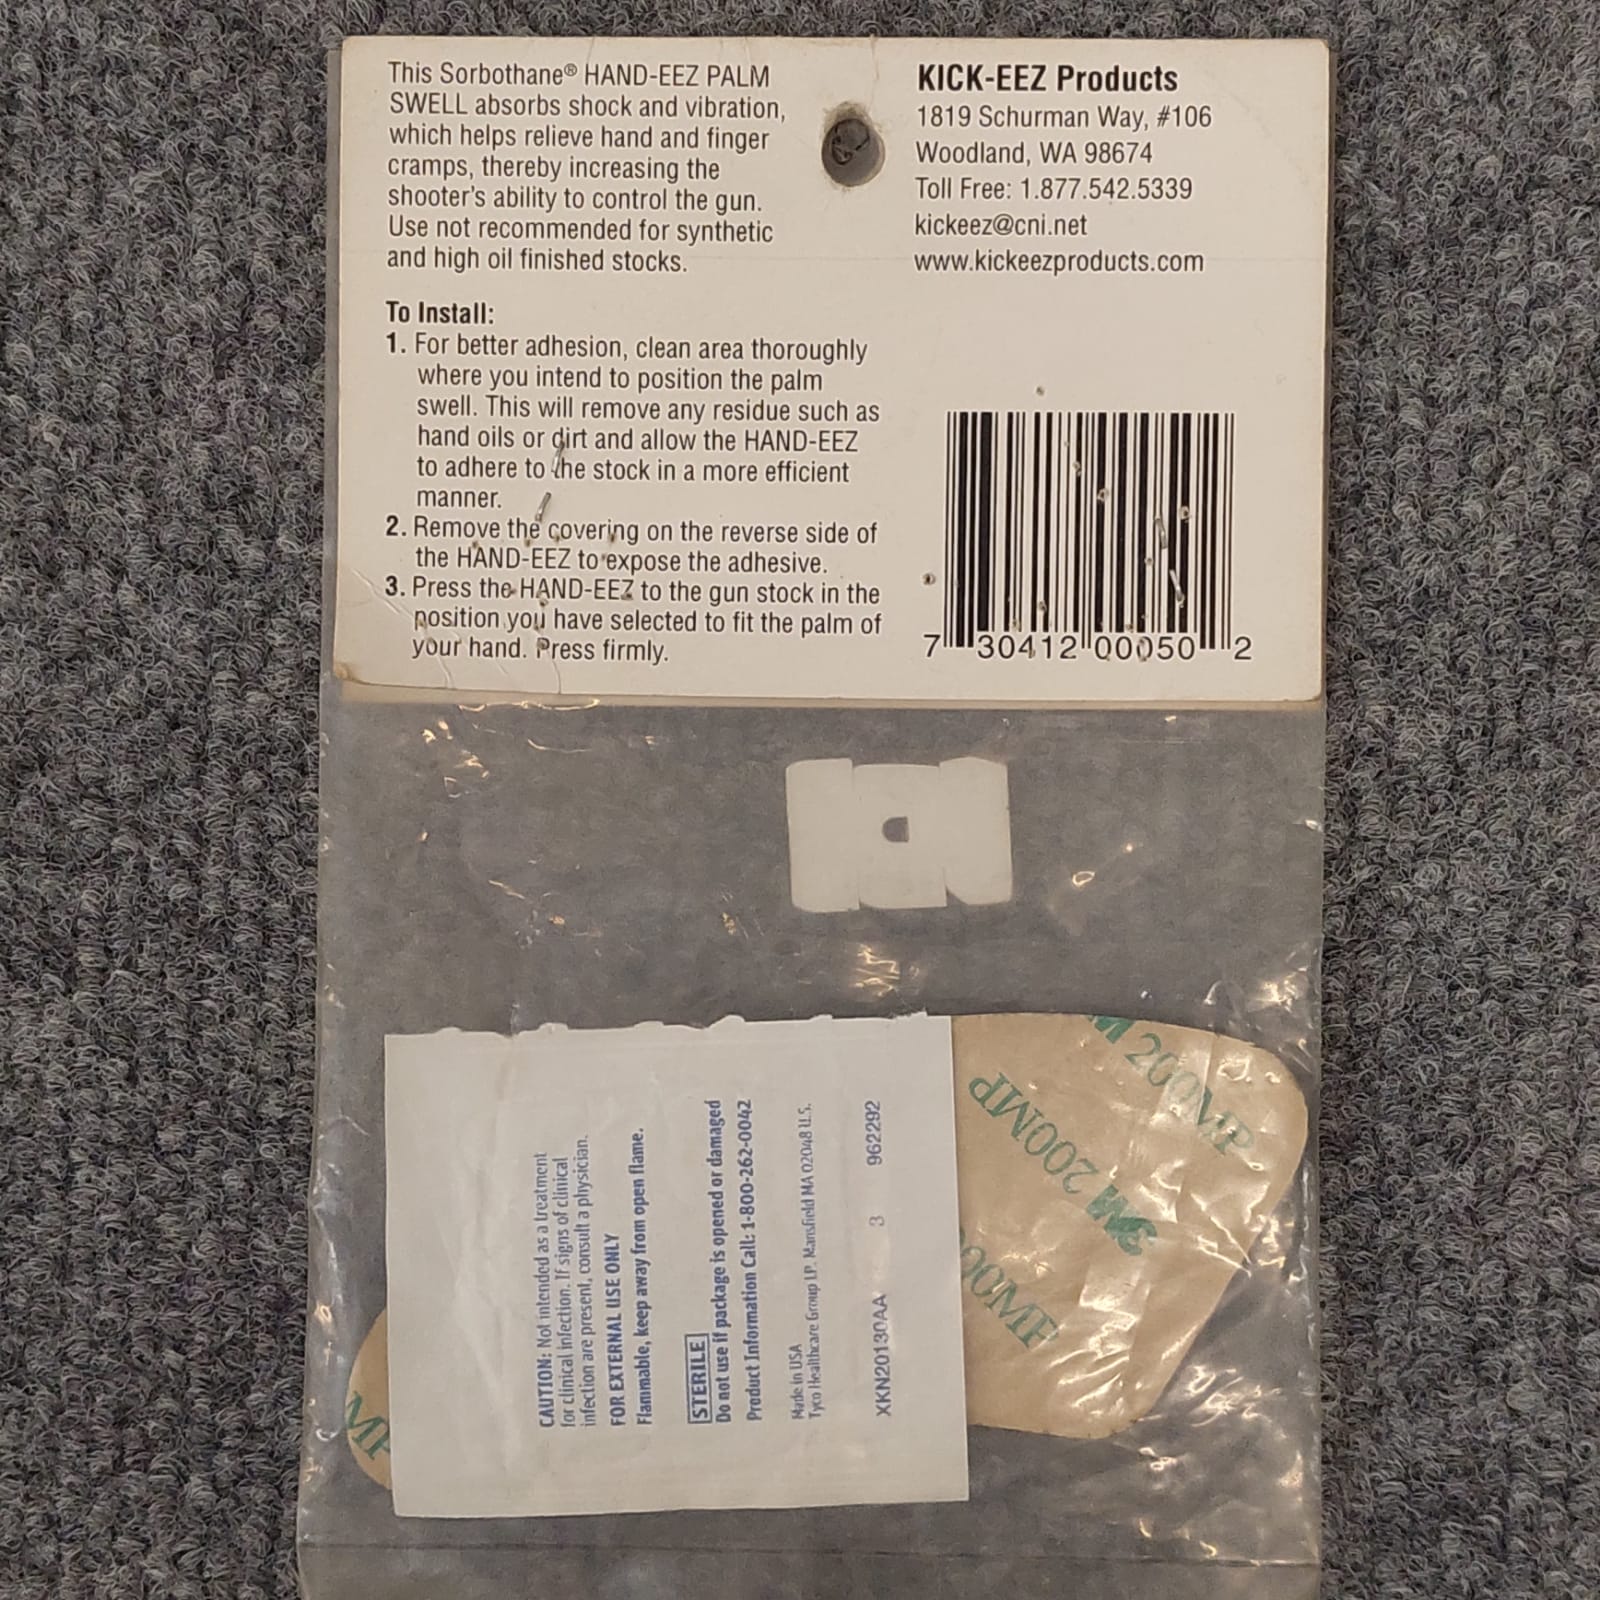 This Sorbothane® HAND-EEZ PALM
SWELL absorbs shock and vibration,
which helps relieve hand and finger
cramps, thereby increasing the
shooter's ability to control the gun.
Use not recommended for synthetic
and high oil finished stocks.
To Install:
1. For better adhesion, clean area thoroughly
where you intend to position the palm
swell. This will remove any residue such as
hand oils or dirt and allow the HAND-EEZ
to adhere to the stock in a more efficient
manner.
2. Remove the covering on the reverse side of
the HAND-EEZ to expose the adhesive.
3. Press the HAND-EEZ to the gun stock in the
position you have selected to fit the palm of
your hand. Press firmly.
KICK-EEZ Products
1819 Schurman Way, #106
Woodland, WA 98674
Toll Free: 1.877.542.5339
kickeez@cni.net
www.kickeezproducts.com
7 30412 00050 2
CAUTION: Not intended as a treatment
for clinical infection. If signs of clinical
infection are present, consult a physician.
FOR EXTERNAL USE ONLY
Flammable, keep away from open flame.
STERILE
Do not use if package is opened or damaged
Product Information Call: 1-800-262-0042
Made in USA
Tyco Healthcare Group LP, Mansfield MA 02048 U.S.
XKN20130AA 3 962292
M 200MP
3M 200MP
00MP
MP